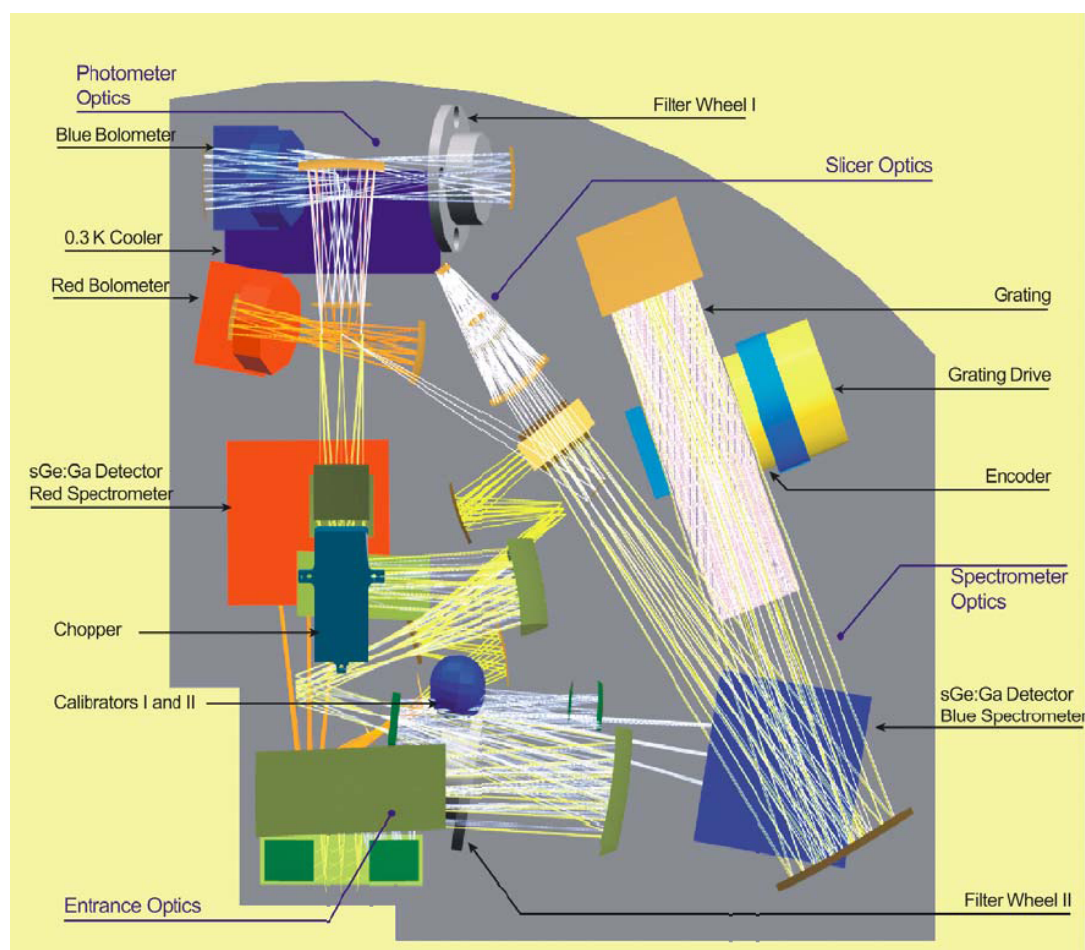 Photometer
Optics
Filter Wheel I
Blue Bolometer
Slicer Optics
0.3 K Cooler
Red Bolometer
Grating
Grating Drive
sGe:Ga Detector
Red Spectrometer
Encoder
Spectrometer
Optics
Chopper
Calibrators I and II
sGe:Ga Detector
Blue Spectrometer
Entrance Optics
Filter Wheel II